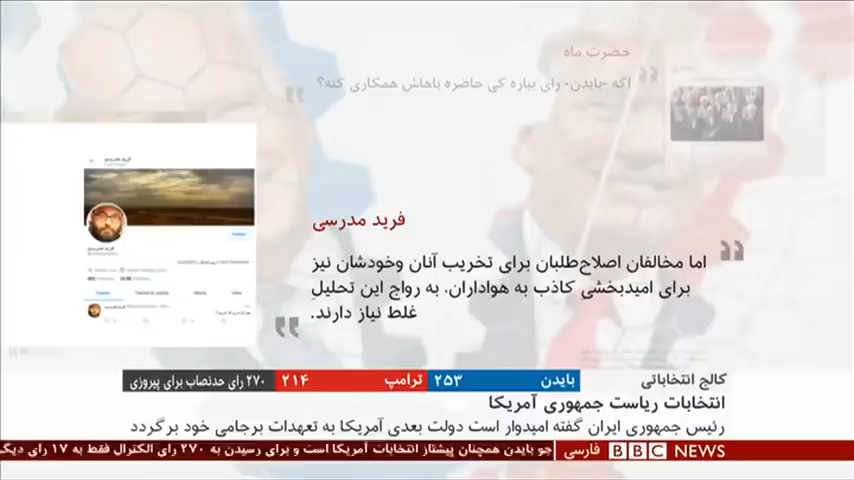 حضرت ماه
اگه -بایدن- رای بیاره کی حاضره باهاش همکاری کنه؟
فرید مدرسی
اما مخالفان اصلاح‌طلبان برای تخریب آنان وخودشان نیز
برای امیدبخشی کاذب به هواداران، به رواج این تحلیلِ
غلط نیاز دارند.
کالج انتخاباتی
بایدن ۲۵۳ ترامپ ۲۱۴ ۲۷۰ رای حدنصاب برای پیروزی
انتخابات ریاست جمهوری آمریکا
رئیس جمهوری ایران گفته امیدوار است دولت بعدی آمریکا به تعهدات برجامی خود برگردد
BBC NEWS فارسی
جو بایدن همچنان پیشتاز انتخابات آمریکا است و برای رسیدن به ۲۷۰ رای الکترال فقط به ۱۷ رای دیگر